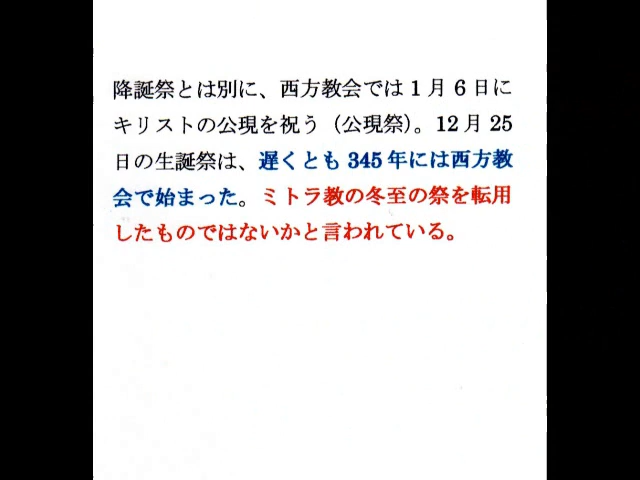 降誕祭とは別に、西方教会では1月6日に
キリストの公現を祝う（公現祭）。12月25
日の生誕祭は、遅くとも345年には西方教
会で始まった。ミトラ教の冬至の祭を転用
したものではないかと言われている。